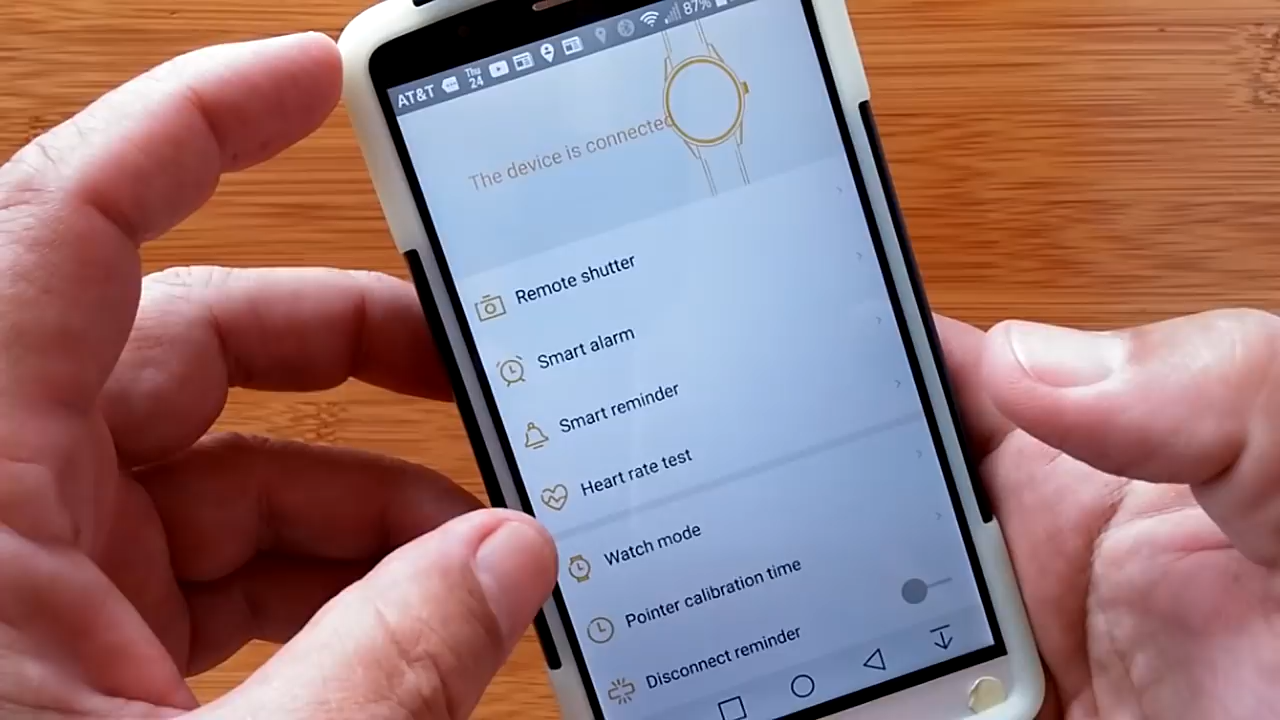 AT&T Thu 24 87%
The device is connected
Remote shutter
Smart alarm
Smart reminder
Heart rate test
Watch mode
Pointer calibration time
Disconnect reminder